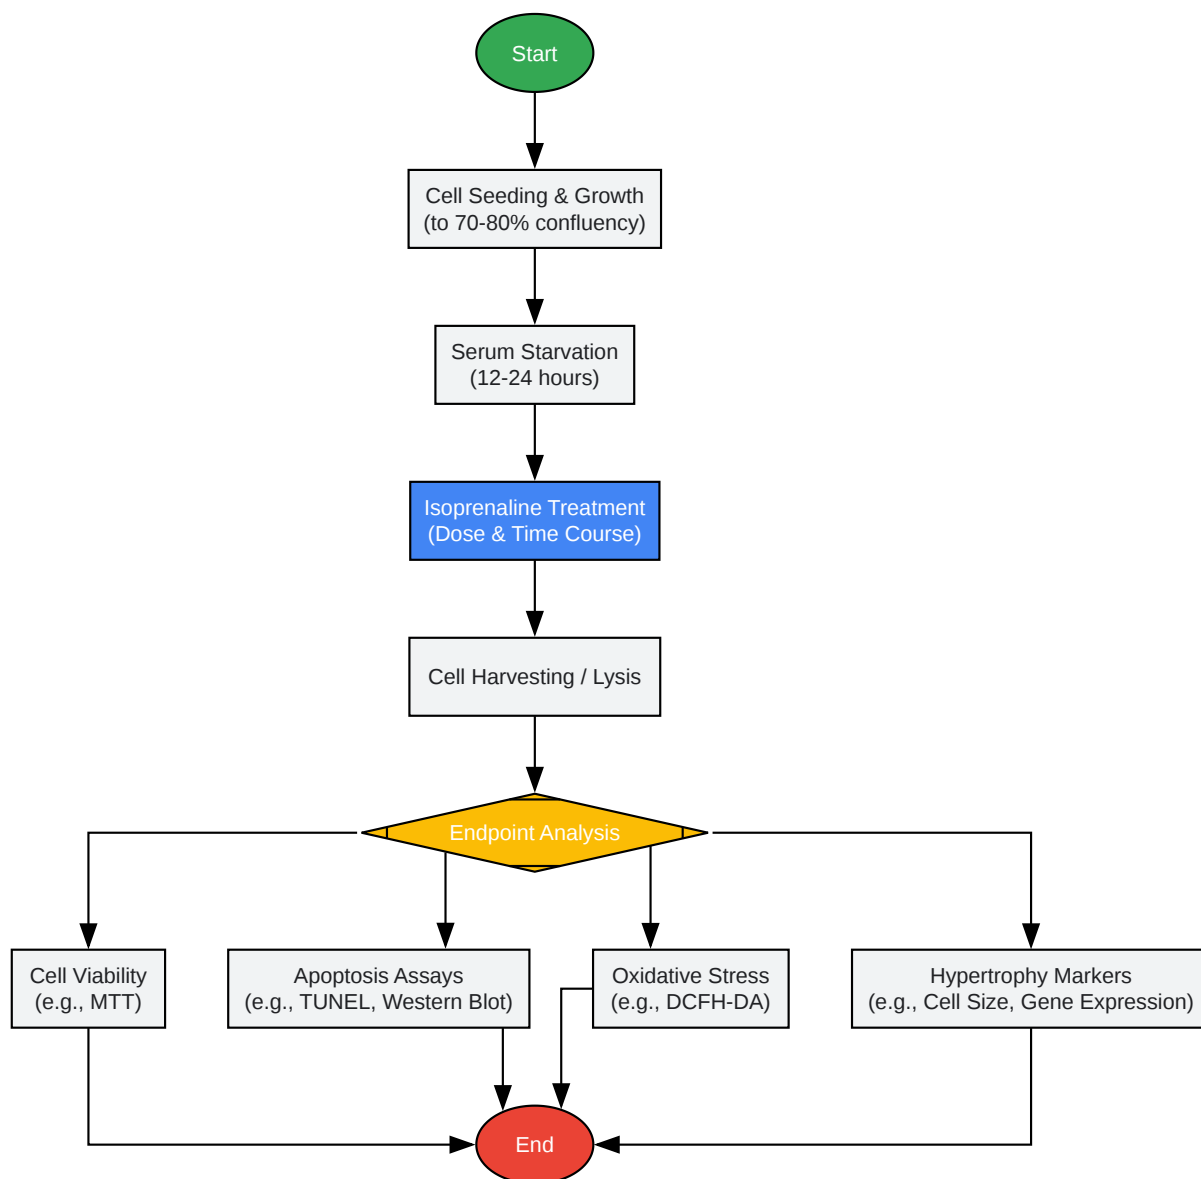 Start
Cell Seeding & Growth
(to 70-80% confluency)
Serum Starvation
(12-24 hours)
Isoprenaline Treatment
(Dose & Time Course)
Cell Harvesting / Lysis
Endpoint Analysis
Cell Viability
(e.g., MTT)
Apoptosis Assays
(e.g., TUNEL, Western Blot)
Oxidative Stress
(e.g., DCFH-DA)
Hypertrophy Markers
(e.g., Cell Size, Gene Expression)
End